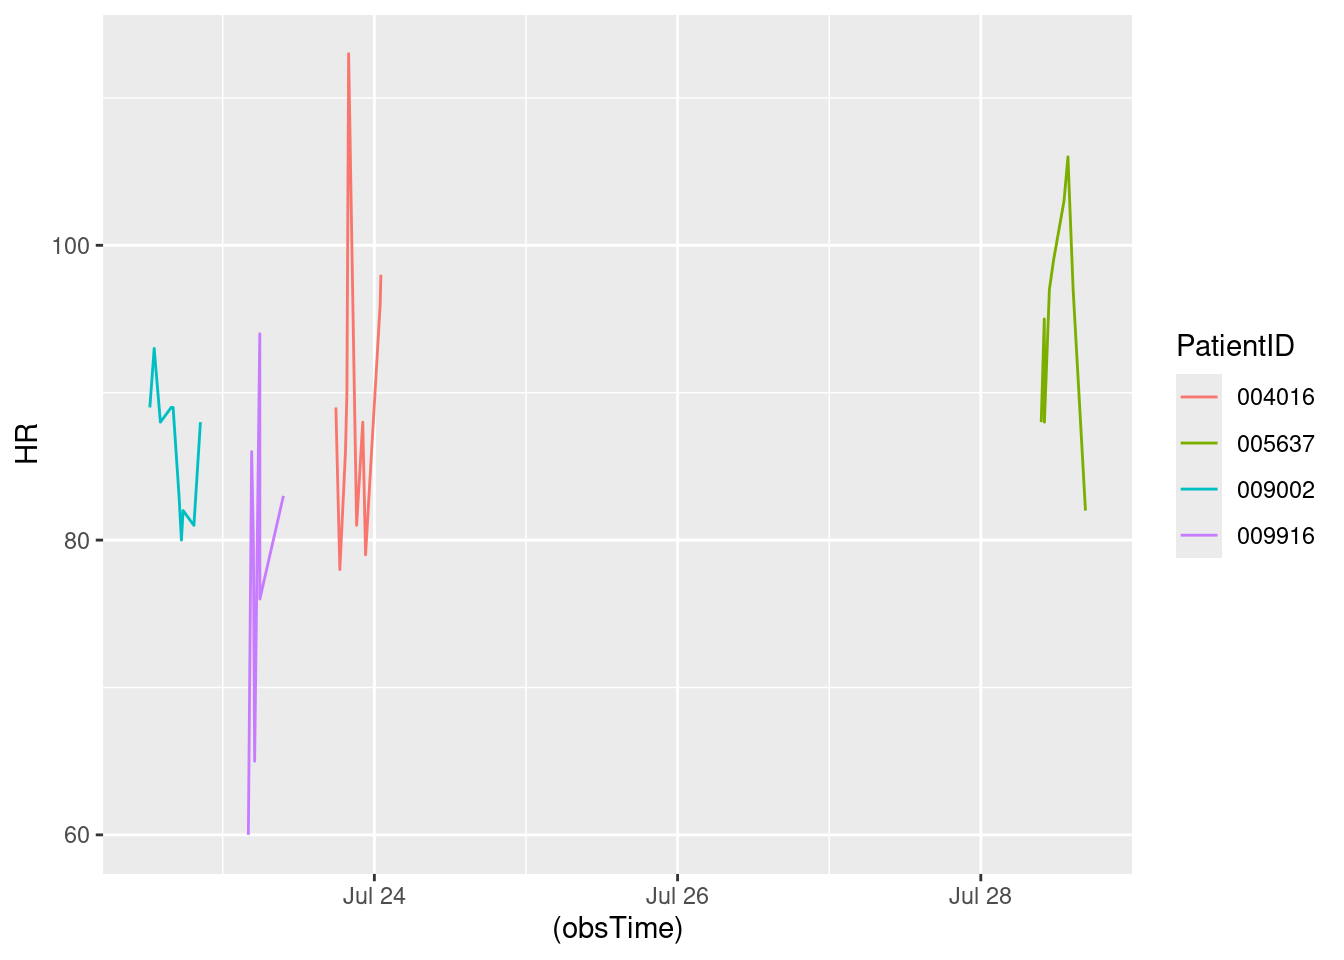 HR
100
80
60
Jul 24
Jul 26
Jul 28
(obsTime)
PatientID
004016
005637
009002
009916